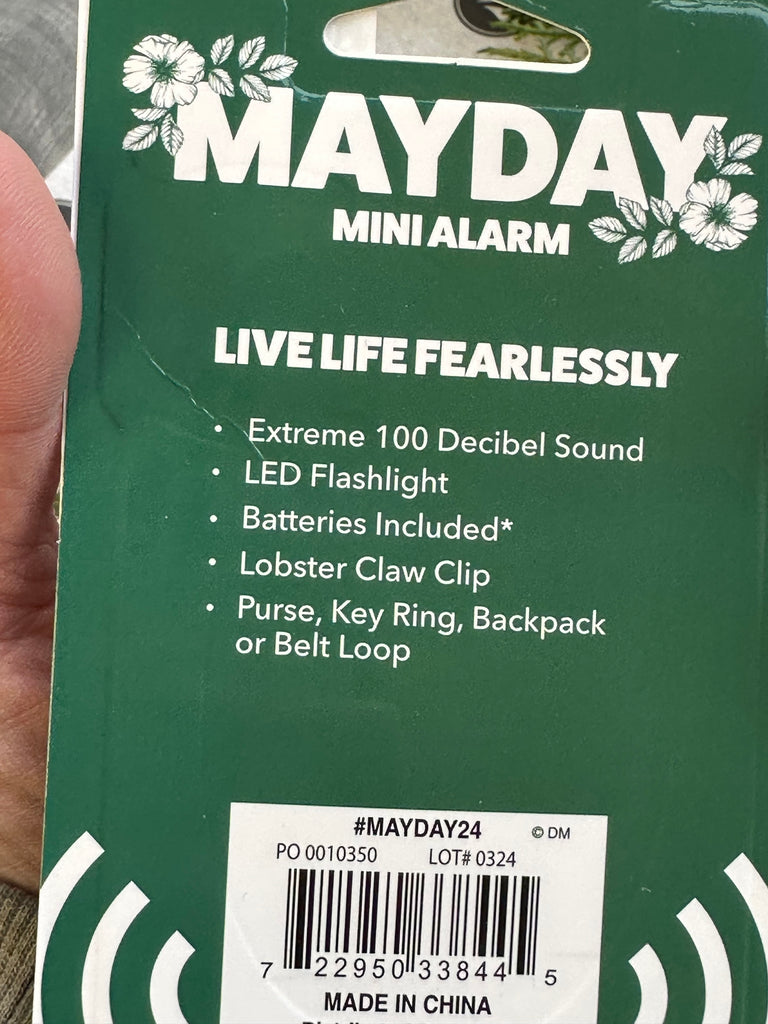 MAYDAY
MINI ALARM
LIVE LIFE FEARLESSLY
• Extreme 100 Decibel Sound
• LED Flashlight
• Batteries Included*
• Lobster Claw Clip
• Purse, Key Ring, Backpack
or Belt Loop
#MAYDAY24 © DM
PO 0010350 LOT# 0324
7 22950 33844 5
MADE IN CHINA